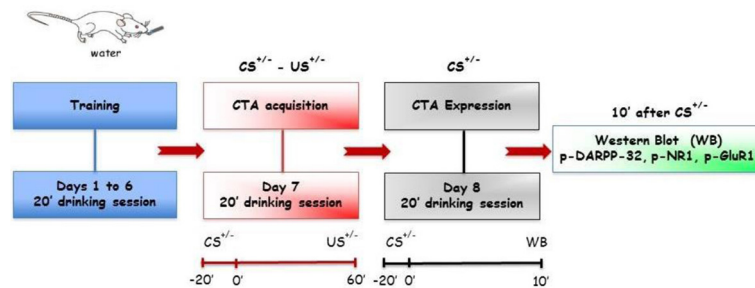 water
CS+/- - US+/-
CS+/-
Training
CTA acquisition
CTA Expression
10' after CS+/-
Western Blot (WB)
p-DARPP-32, p-NR1, p-GluR1
Days 1 to 6
20' drinking session
Day 7
20' drinking session
Day 8
20' drinking session
CS+/-
US+/-
CS+/-
WB
-20'
0'
60'
-20'
0'
10'